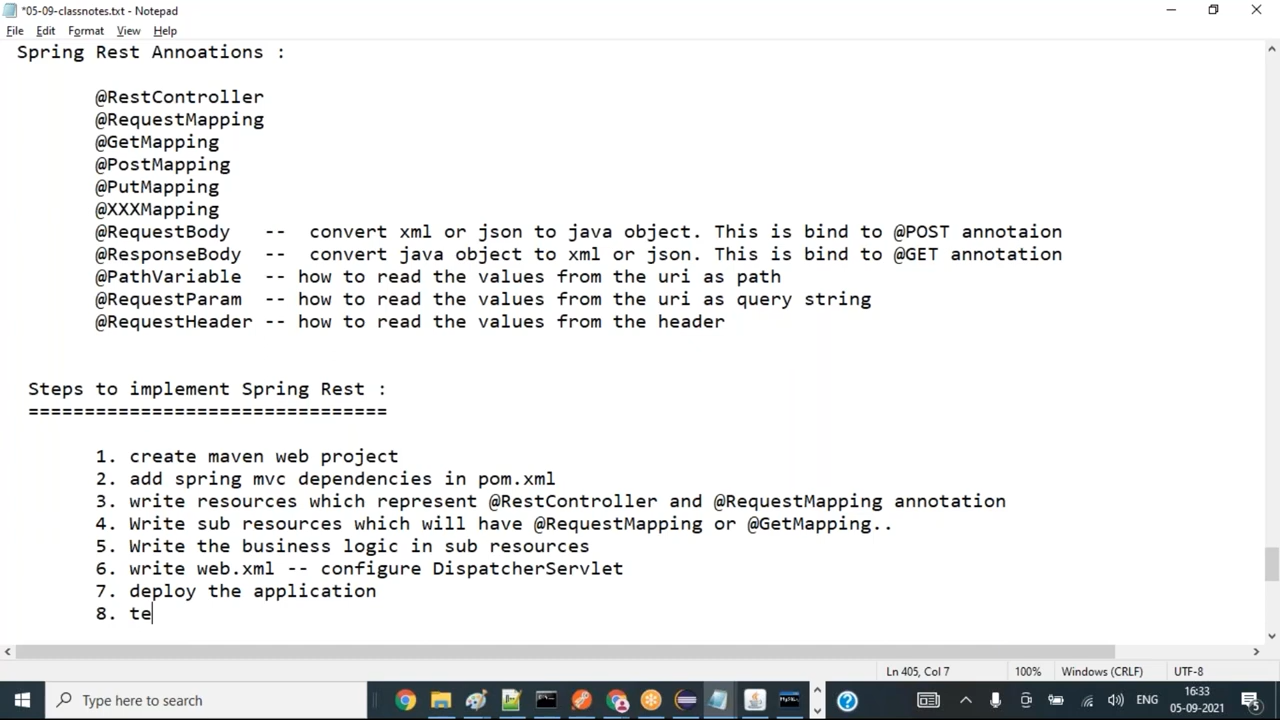 *05-09-classnotes.txt - Notepad
File Edit Format View Help
Spring Rest Annoations :
@RestController
@RequestMapping
@GetMapping
@PostMapping
@PutMapping
@XXXMapping
@RequestBody -- convert xml or json to java object. This is bind to @POST annotaion
@ResponseBody -- convert java object to xml or json. This is bind to @GET annotation
@PathVariable -- how to read the values from the uri as path
@RequestParam -- how to read the values from the uri as query string
@RequestHeader -- how to read the values from the header
Steps to implement Spring Rest :
================================
1. create maven web project
2. add spring mvc dependencies in pom.xml
3. write resources which represent @RestController and @RequestMapping annotation
4. Write sub resources which will have @RequestMapping or @GetMapping..
5. Write the business logic in sub resources
6. write web.xml -- configure DispatcherServlet
7. deploy the application
8. te
Ln 405, Col 7 100% Windows (CRLF) UTF-8
Type here to search
ENG
16:33
05-09-2021
5